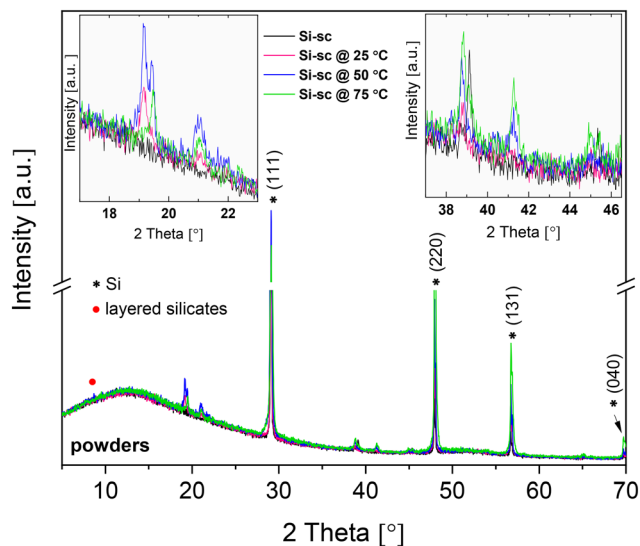 Intensity [a.u.]
18 20 22
2 Theta [°]
Si-sc
Si-sc @ 25 °C
Si-sc @ 50 °C
Si-sc @ 75 °C
Intensity [a.u.]
38 40 42 44 46
2 Theta [°]
Intensity [a.u.]
* (111)
* (220)
* (131)
* (040)
* Si
● layered silicates
powders
10 20 30 40 50 60 70
2 Theta [°]